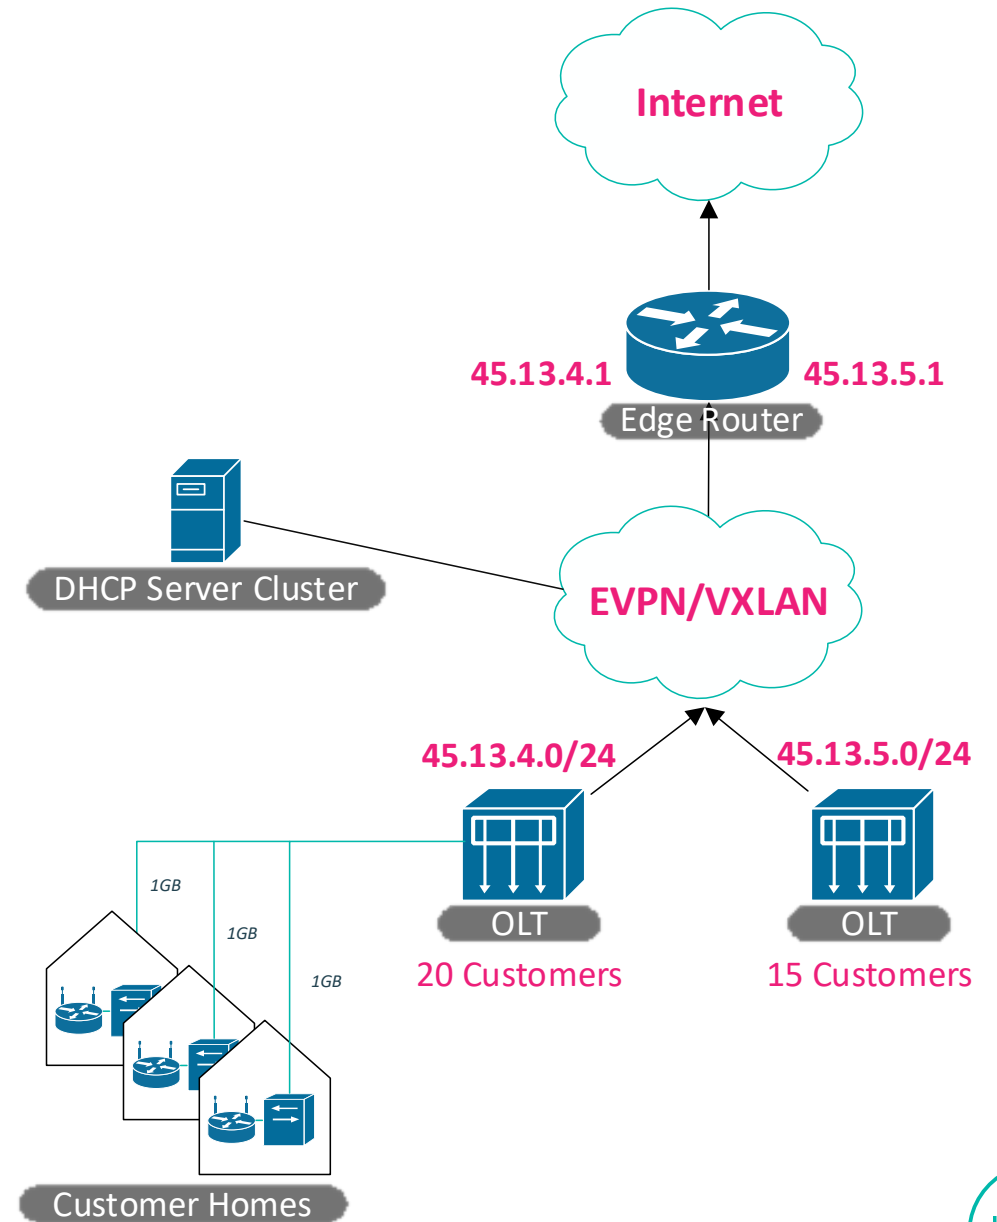 Internet
45.13.4.1
45.13.5.1
Edge Router
DHCP Server Cluster
EVPN/VXLAN
45.13.4.0/24
45.13.5.0/24
1GB
1GB
1GB
OLT
OLT
20 Customers
15 Customers
Customer Homes